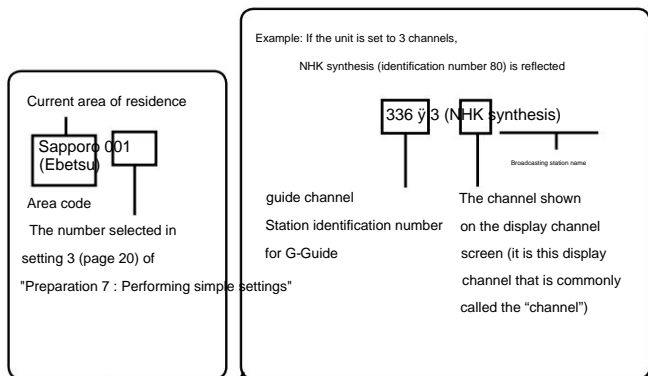 Current area of residence
Sapporo 001
(Ebetsu)
Area code
The number selected in
setting 3 (page 20) of
"Preparation 7 : Performing simple settings"
Example: If the unit is set to 3 channels,
NHK synthesis (identification number 80) is reflected
336 ÿ 3 (NHK synthesis)
Broadcasting station name
guide channel
Station identification number
for G-Guide
The channel shown
on the display channel
screen (it is this display
channel that is commonly
called the “channel”)